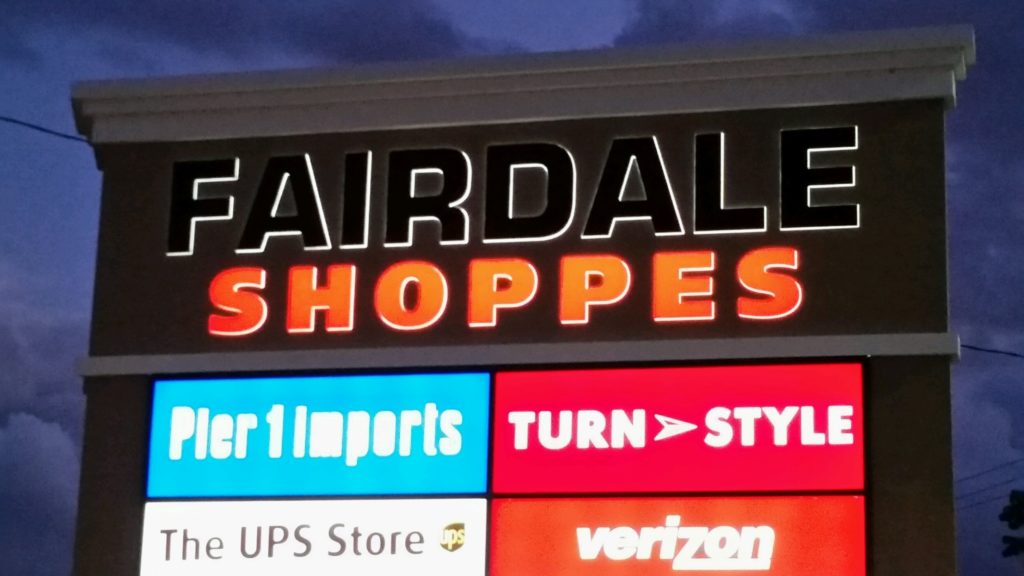 FAIRDALE
SHOPPES
Pier 1 imports
TURN STYLE
The UPS Store ups
verizon